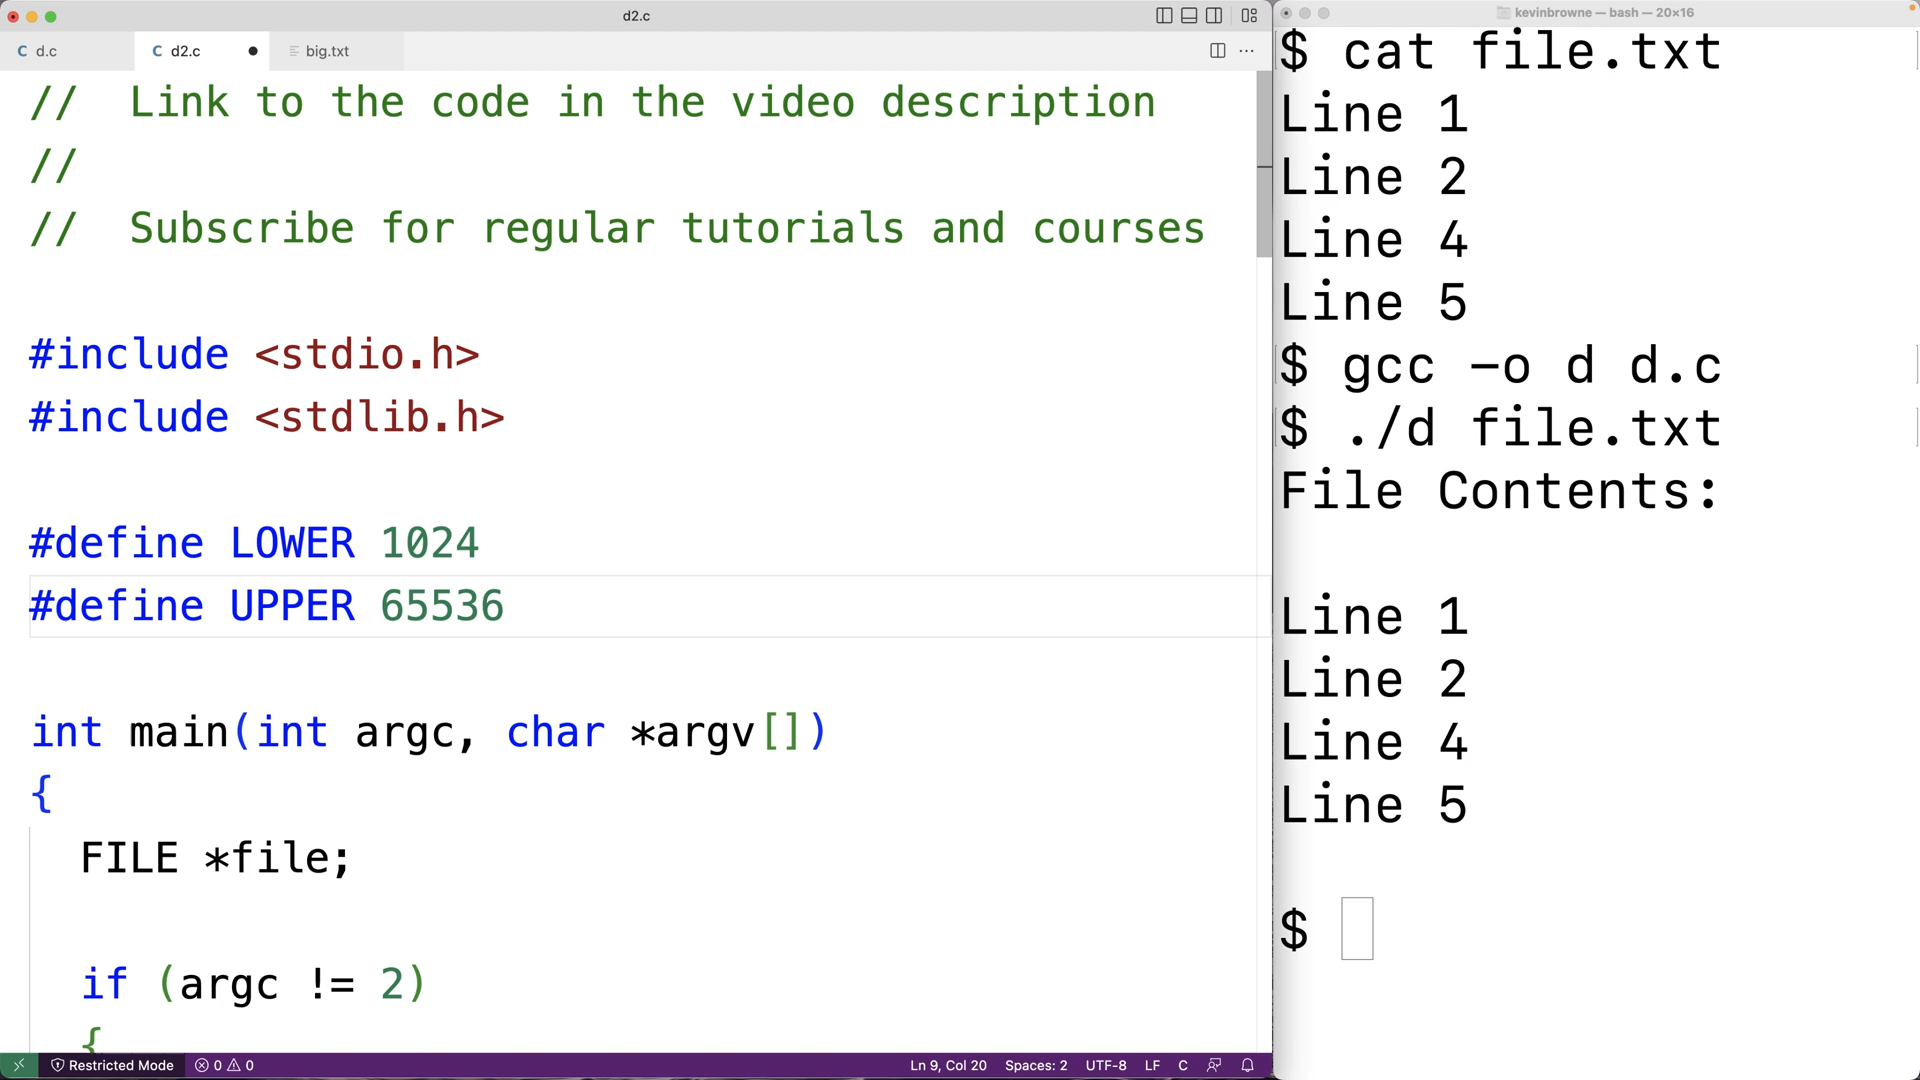 d2.c
C d.c
C d2.c
big.txt
// Link to the code in the video description
//
// Subscribe for regular tutorials and courses
#include <stdio.h>
#include <stdlib.h>
#define LOWER 1024
#define UPPER 65536
int main(int argc, char *argv[])
{
FILE *file;
if (argc != 2)
{
Restricted Mode
0
0
Ln 9, Col 20
Spaces: 2
UTF-8
LF
C
kevinbrowne — bash — 20×16
$ cat file.txt
Line 1
Line 2
Line 4
Line 5
$ gcc -o d d.c
$ ./d file.txt
File Contents:
Line 1
Line 2
Line 4
Line 5
$